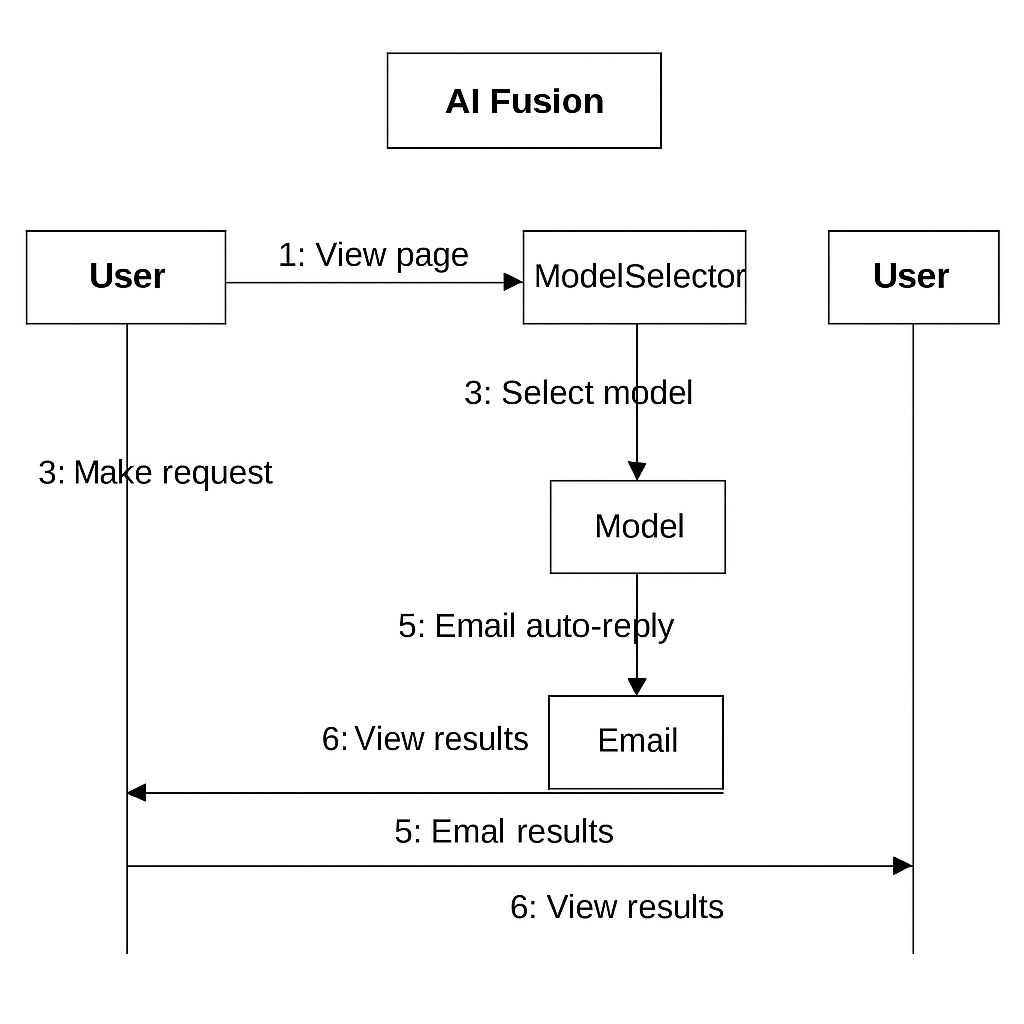 AI Fusion
User
1: View page
ModelSelector
User
3: Select model
3: Make request
Model
5: Email auto-reply
6: View results
Email
5: Emal results
6: View results